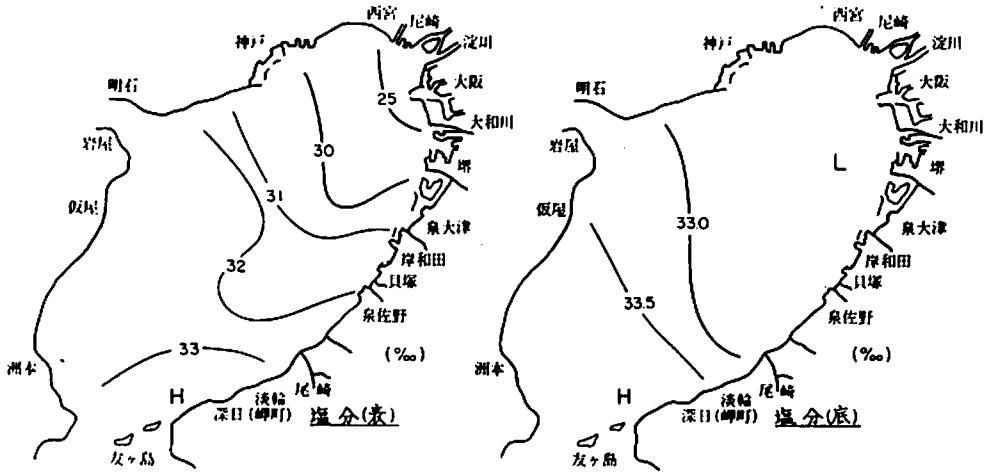 西宮
尼崎
神戸
淀川
大阪
明石
25
大和川
岩屋
30
堺
31
仮屋
泉大津
岸和田
32
貝塚
泉佐野
33
(‰)
洲本
H
尾崎
淡輪
深日(岬町)
塩分(表)
友ヶ島
西宮
尼崎
神戸
淀川
大阪
明石
大和川
岩屋
L
堺
仮屋
33.0
泉大津
岸和田
貝塚
33.5
泉佐野
(‰)
洲本
H
尾崎
淡輪
深日(岬町)
塩分(底)
友ヶ島